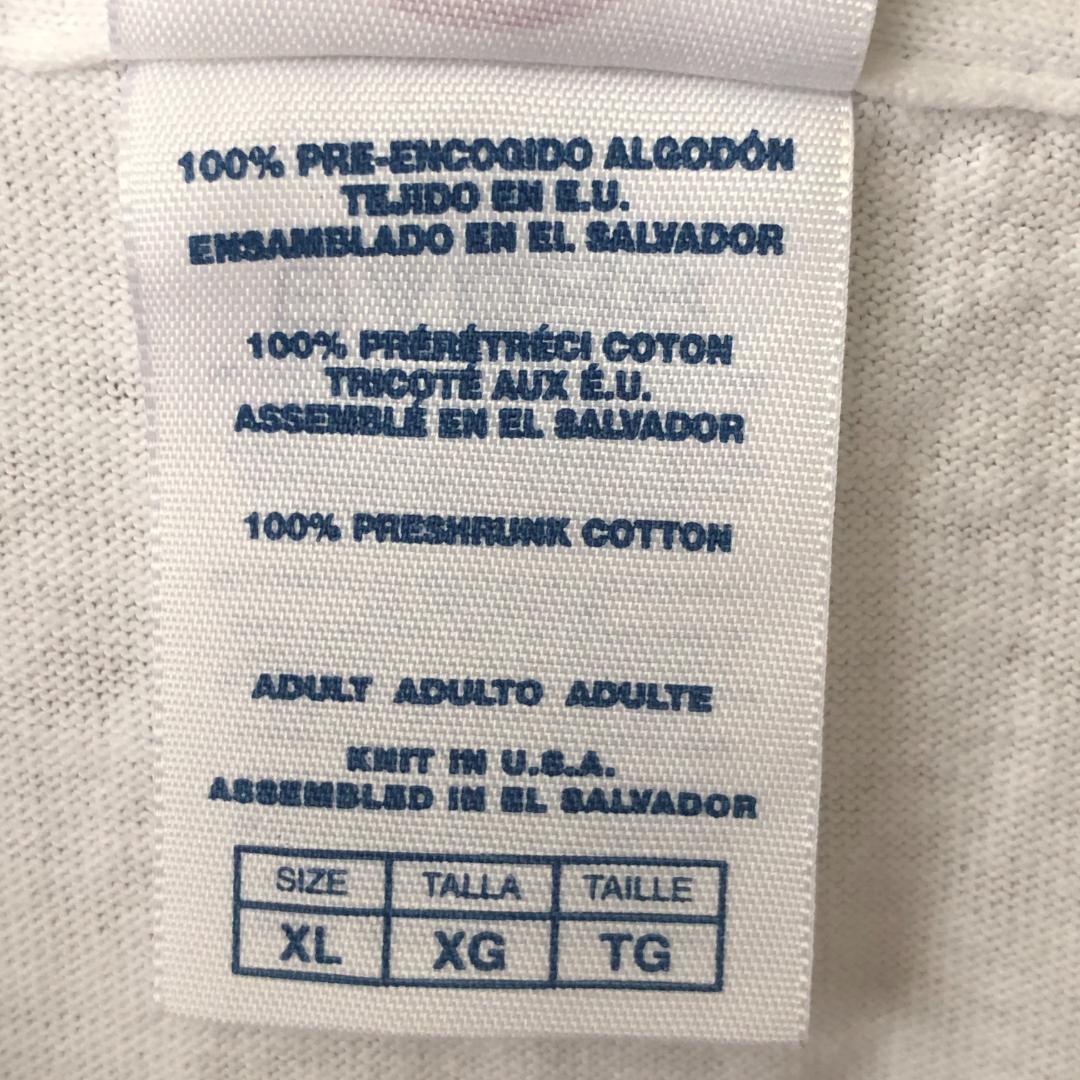 100% PRE-ENCOGIDO ALGODÓN
TEJIDO EN E.U.
ENSAMBLADO EN EL SALVADOR
100% PRÉRÉTRÉCI COTON
TRICOTÉ AUX É.U.
ASSEMBLÉ EN EL SALVADOR
100% PRESHRUNK COTTON
ADULT ADULTO ADULTE
KNIT IN U.S.A.
ASSEMBLED IN EL SALVADOR
SIZE TALLA TAILLE
XL XG TG